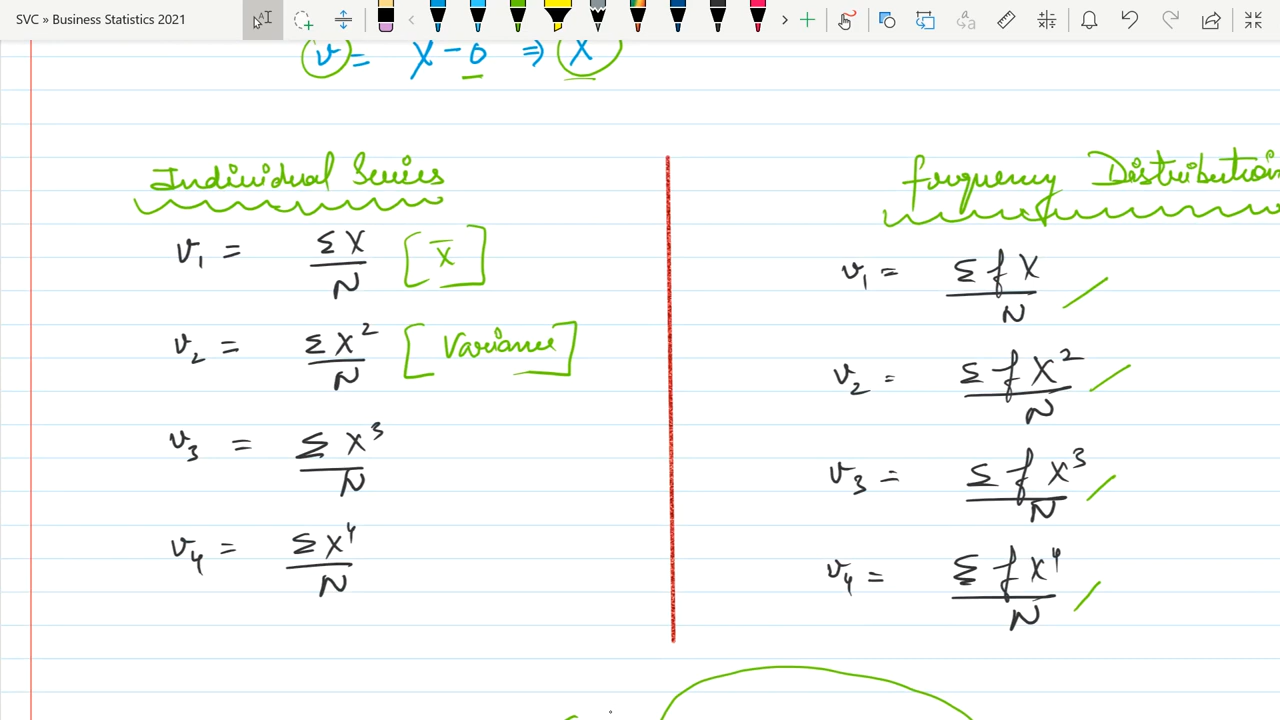 SVC » Business Statistics 2021
v = X - 0 ⇒ X
Individual Series
v₁ = ΣX / N [X̄]
v₂ = ΣX² / N [Variance]
v₃ = ΣX³ / N
v₄ = ΣX⁴ / N
frequency Distribution
v₁ = ΣfX / N
v₂ = ΣfX² / N
v₃ = ΣfX³ / N
v₄ = ΣfX⁴ / N